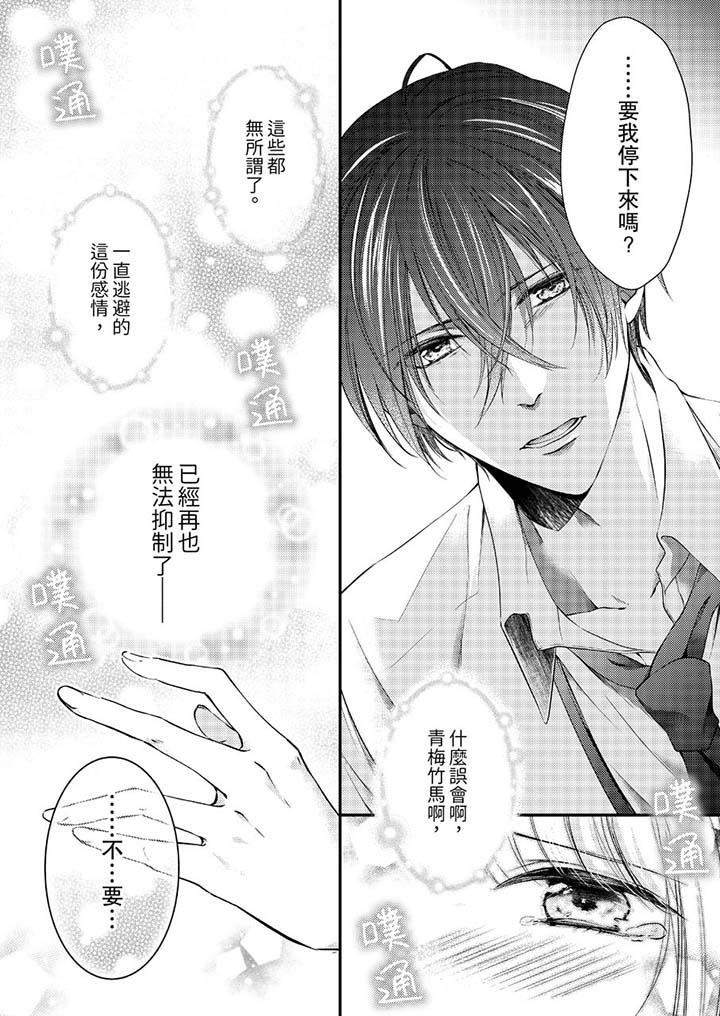 ……要我停下來嗎？
什麼誤會啊，
青梅竹馬啊，
噗通
噗通
噗通
這些都
無所謂了。
一直逃避的
這份感情，
噗通
已經再也
無法抑制了——
噗通
……不…要…